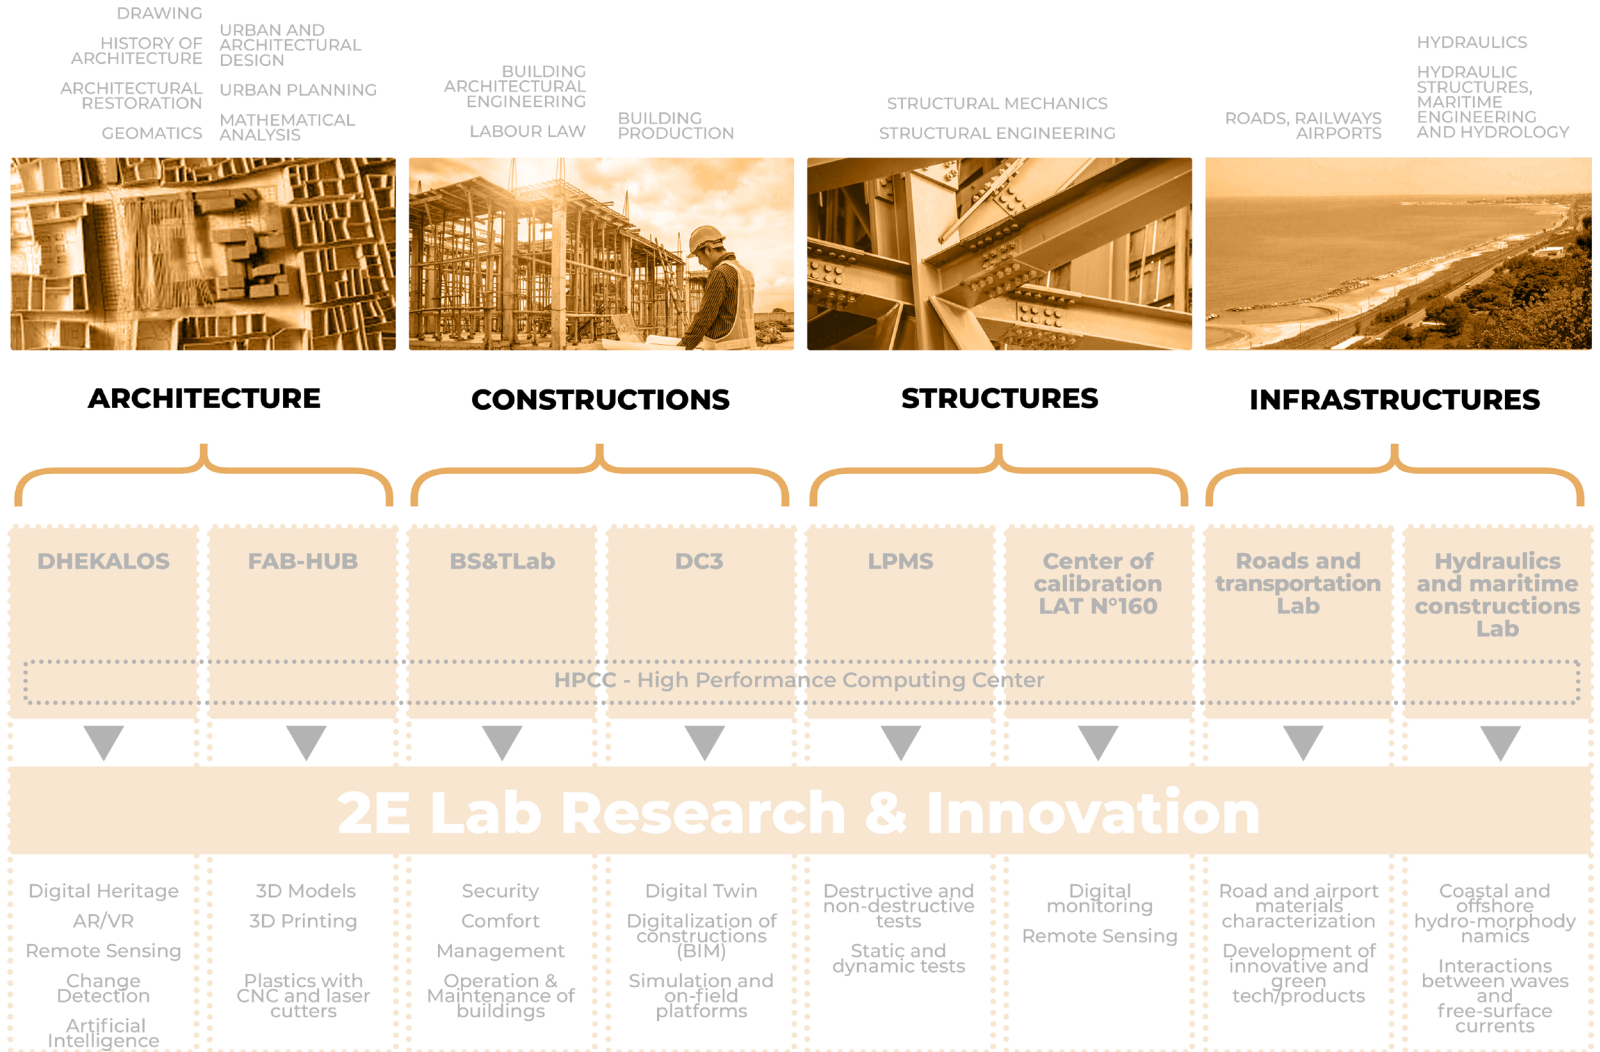 DRAWING
HISTORY OF
ARCHITECTURE
ARCHITECTURAL
RESTORATION
GEOMATICS
URBAN AND
ARCHITECTURAL
DESIGN
URBAN PLANNING
MATHEMATICAL
ANALYSIS
BUILDING
ARCHITECTURAL
ENGINEERING
LABOUR LAW
BUILDING
PRODUCTION
STRUCTURAL MECHANICS
STRUCTURAL ENGINEERING
ROADS, RAILWAYS
AIRPORTS
HYDRAULICS
HYDRAULIC
STRUCTURES,
MARITIME
ENGINEERING
AND HYDROLOGY
ARCHITECTURE
CONSTRUCTIONS
STRUCTURES
INFRASTRUCTURES
DHEKALOS
FAB-HUB
BS&TLab
DC3
LPMS
Center of
calibration
LAT N°160
Roads and
transportation
Lab
Hydraulics
and maritime
constructions
Lab
HPCC - High Performance Computing Center
2E Lab Research & Innovation
Digital Heritage
AR/VR
Remote Sensing
Change
Detection
Artificial
Intelligence
3D Models
3D Printing
Plastics with
CNC and laser
cutters
Security
Comfort
Management
Operation &
Maintenance of
buildings
Digital Twin
Digitalization of
constructions
(BIM)
Simulation and
on-field
platforms
Destructive and
non-destructive
tests
Static and
dynamic tests
Digital
monitoring
Remote Sensing
Road and airport
materials
characterization
Development of
innovative and
green
tech/products
Coastal and
offshore
hydro-morphody
namics
Interactions
between waves
and
free-surface
currents